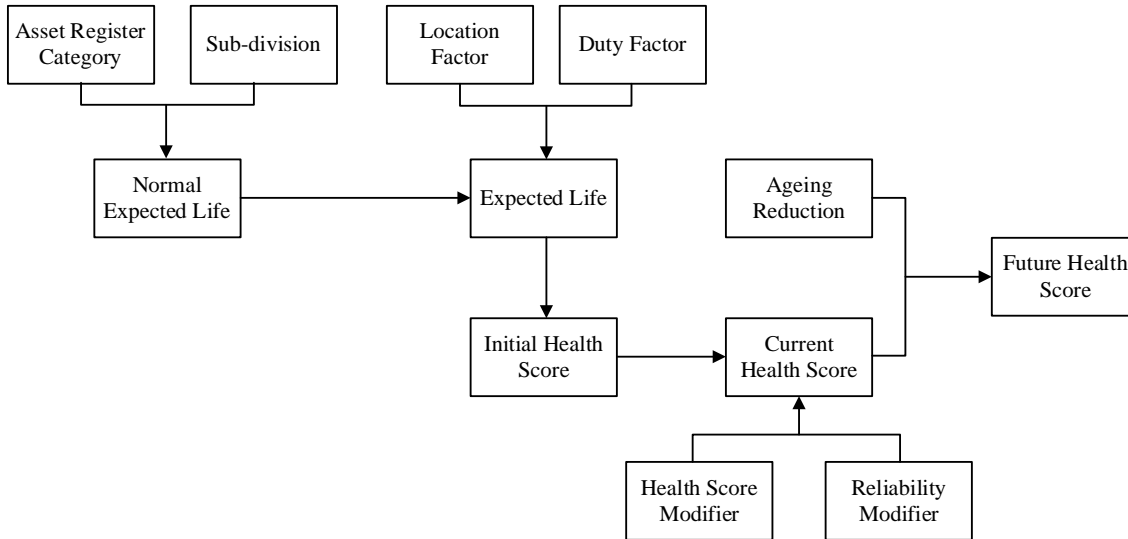 Asset Register
Category
Sub-division
Location
Factor
Duty Factor
Normal
Expected Life
Expected Life
Ageing
Reduction
Future Health
Score
Initial Health
Score
Current
Health Score
Health Score
Modifier
Reliability
Modifier